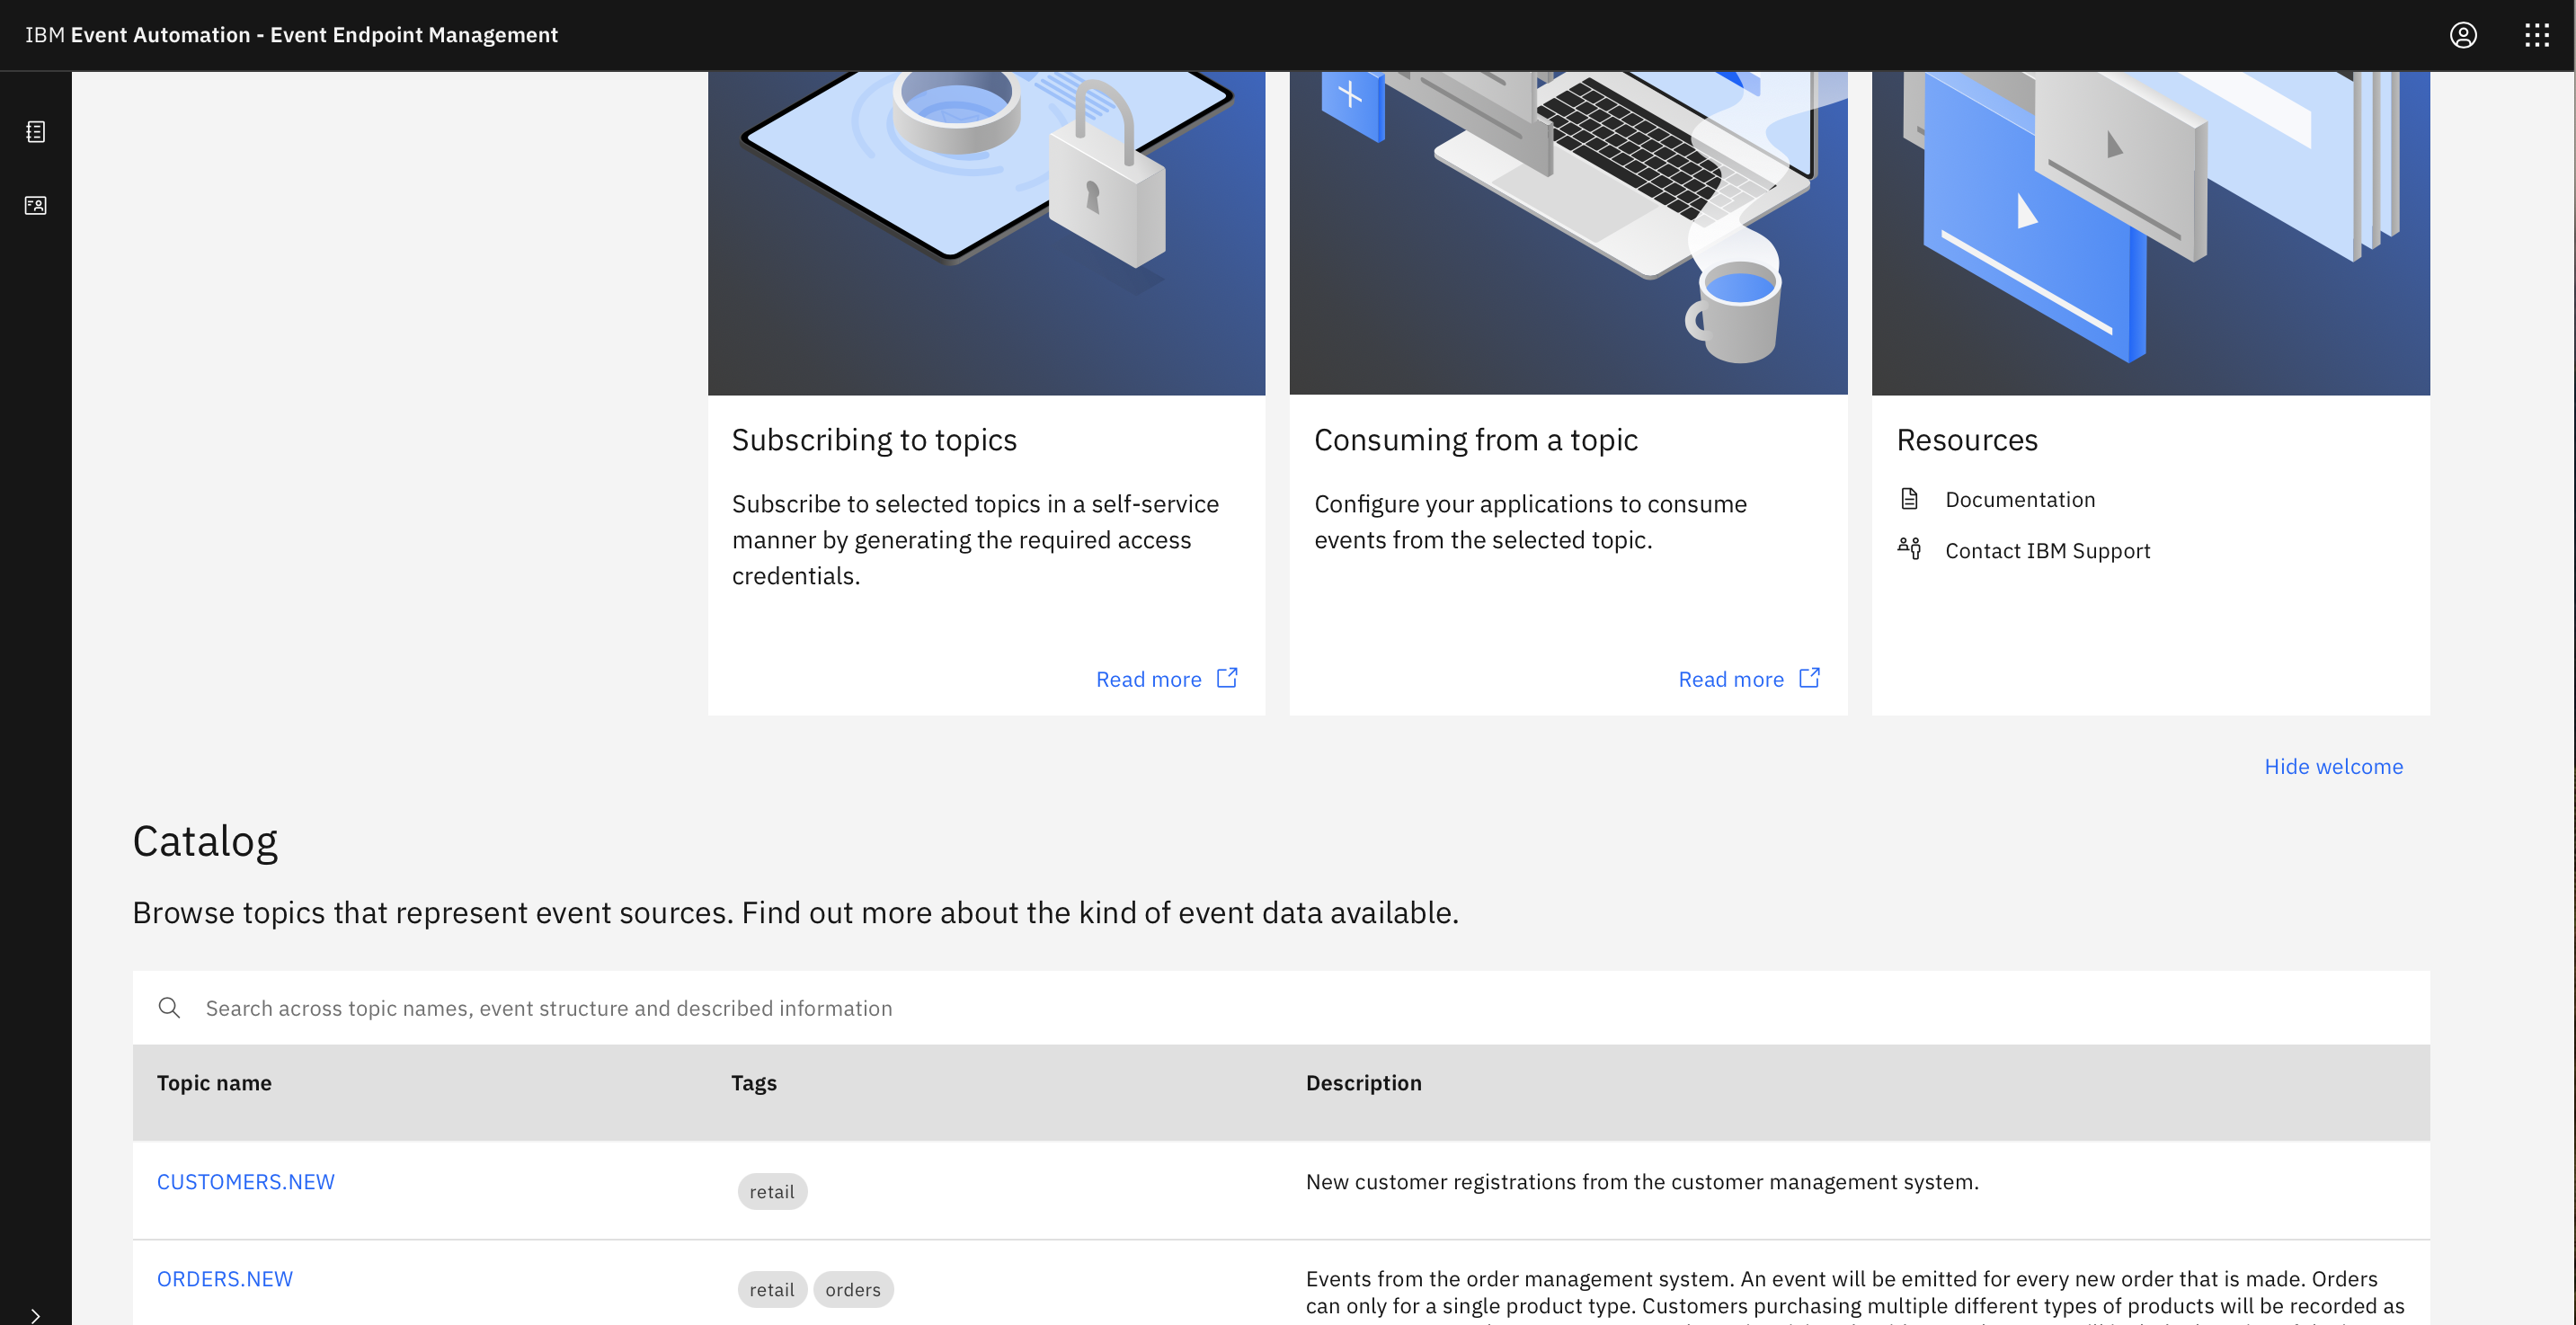 IBM Event Automation - Event Endpoint Management
Subscribing to topics
Subscribe to selected topics in a self-service
manner by generating the required access
credentials.
Read more
Consuming from a topic
Configure your applications to consume
events from the selected topic.
Read more
Resources
Documentation
Contact IBM Support
Hide welcome
Catalog
Browse topics that represent event sources. Find out more about the kind of event data available.
Search across topic names, event structure and described information
Topic name Tags Description
CUSTOMERS.NEW retail New customer registrations from the customer management system.
ORDERS.NEW retail orders Events from the order management system. An event will be emitted for every new order that is made. Orders
can only for a single product type. Customers purchasing multiple different types of products will be recorded as